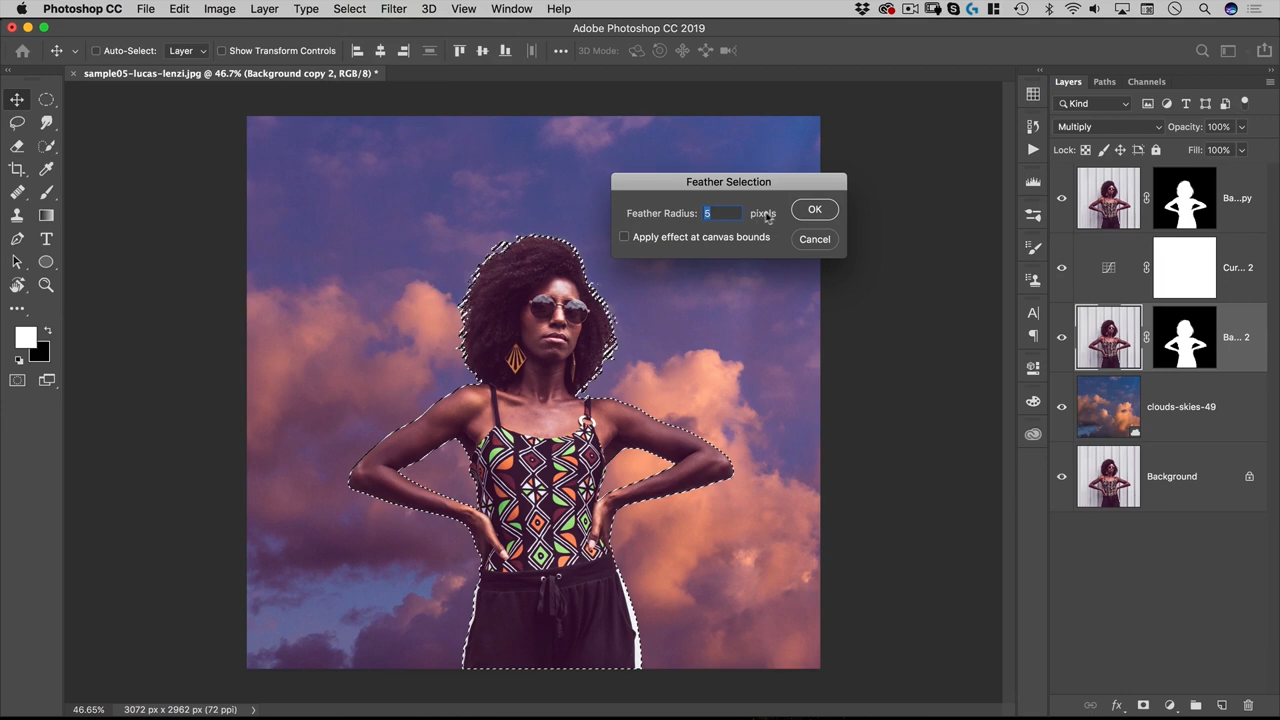 Photoshop CC File Edit Image Layer Type Select Filter 3D View Window Help
Adobe Photoshop CC 2019
Auto-Select: Layer Show Transform Controls 3D Mode:
sample05-lucas-lenzi.jpg @ 46.7% (Background copy 2, RGB/8) *
Layers Paths Channels
Kind
Multiply Opacity: 100%
Lock: Fill: 100%
Feather Selection
Feather Radius: 5 pixels OK
Apply effect at canvas bounds Cancel
Ba...py
Cur... 2
Ba... 2
clouds-skies-49
Background
46.65% 3072 px x 2962 px (72 ppi)